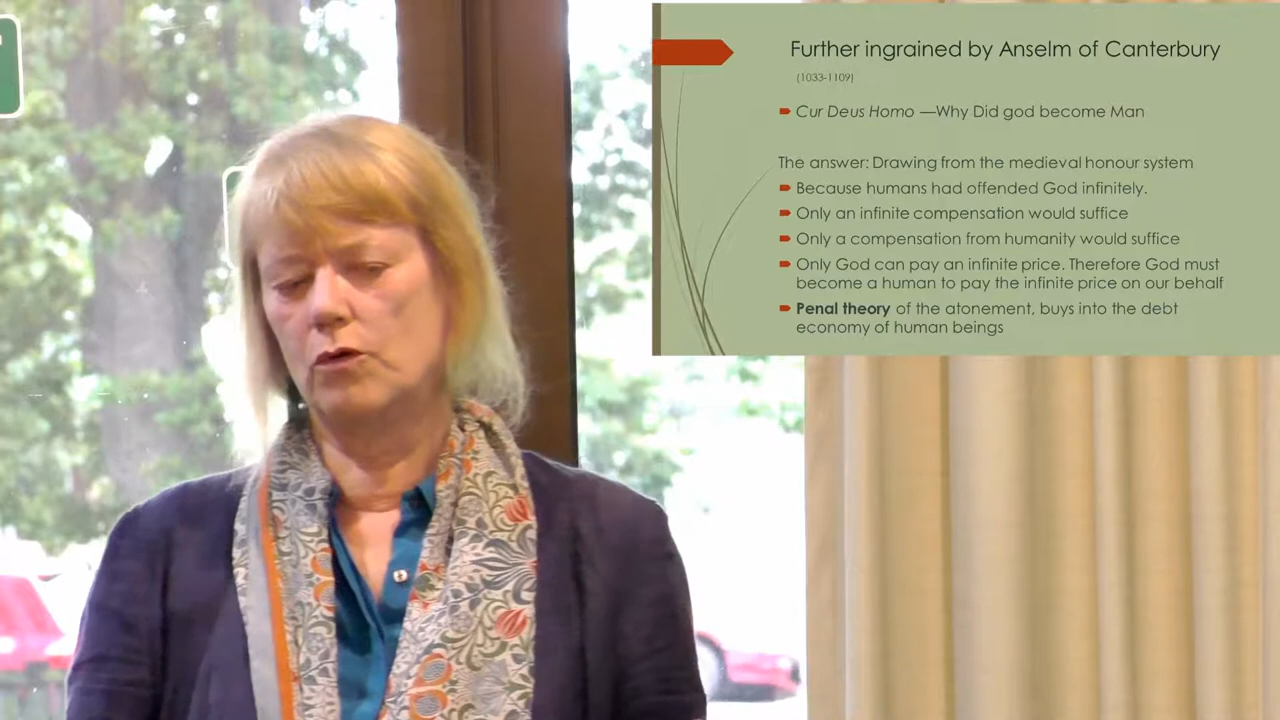 Further ingrained by Anselm of Canterbury
(1033-1109)
Cur Deus Homo —Why Did god become Man
The answer: Drawing from the medieval honour system
Because humans had offended God infinitely.
Only an infinite compensation would suffice
Only a compensation from humanity would suffice
Only God can pay an infinite price. Therefore God must
become a human to pay the infinite price on our behalf
Penal theory of the atonement, buys into the debt
economy of human beings